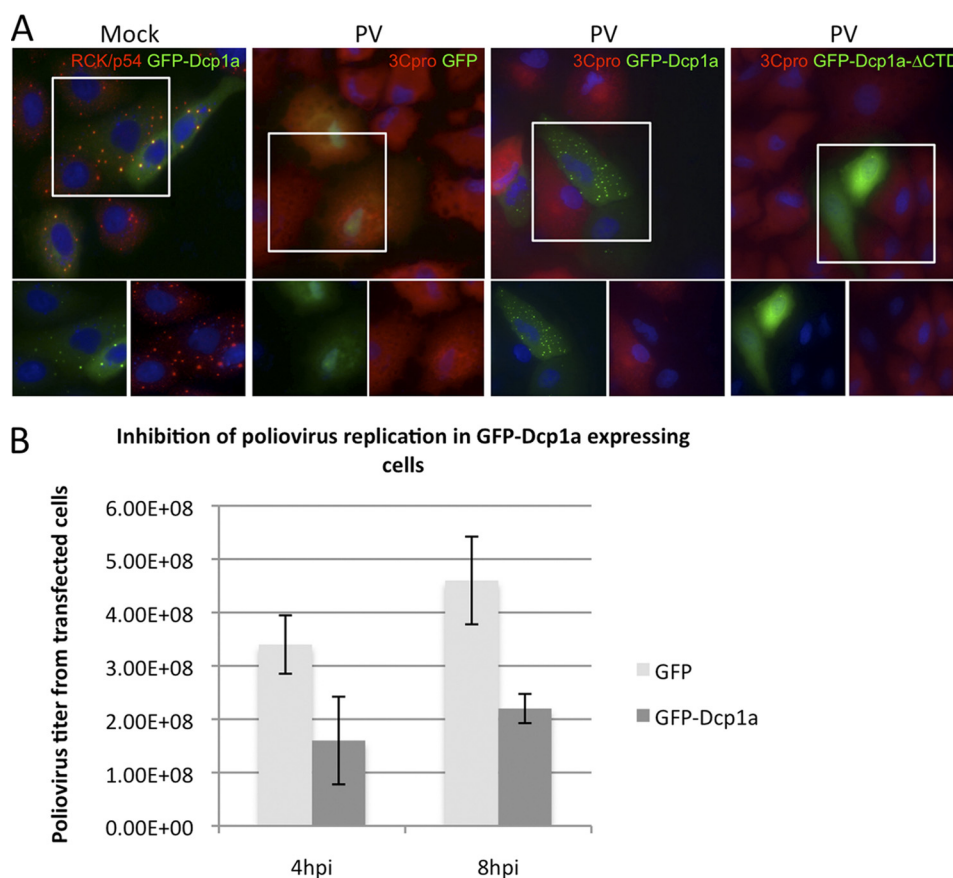 A
Mock
PV
PV
PV
RCK/p54 GFP-Dcp1a
3Cpro GFP
3Cpro GFP-Dcp1a
3Cpro GFP-Dcp1a-ΔCTD
B
Inhibition of poliovirus replication in GFP-Dcp1a expressing
cells
Poliovirus titer from transfected cells
6.00E+08
5.00E+08
4.00E+08
3.00E+08
2.00E+08
1.00E+08
0.00E+00
4hpi
8hpi
GFP
GFP-Dcp1a